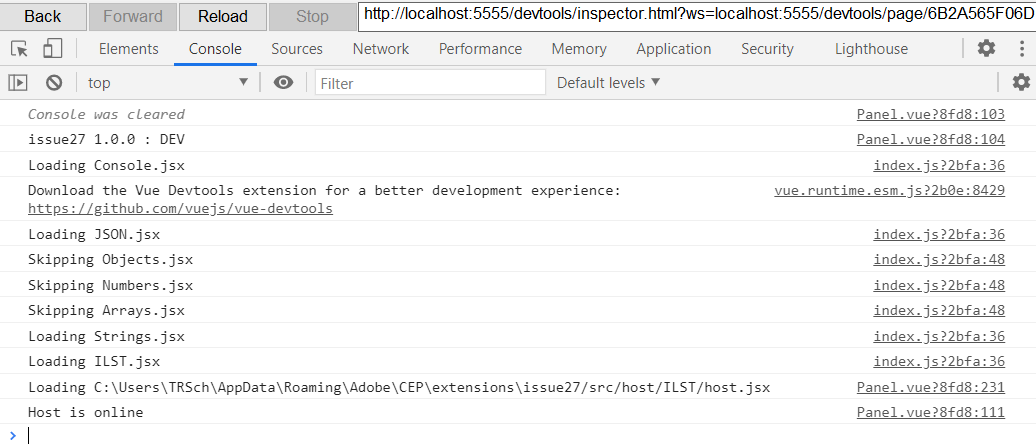 Back Forward Reload Stop http://localhost:5555/devtools/inspector.html?ws=localhost:5555/devtools/page/6B2A565F06D
Elements Console Sources Network Performance Memory Application Security Lighthouse
top Filter Default levels
Console was cleared Panel.vue?8fd8:103
issue27 1.0.0 : DEV Panel.vue?8fd8:104
Loading Console.jsx index.js?2bfa:36
Download the Vue Devtools extension for a better development experience: vue.runtime.esm.js?2b0e:8429
https://github.com/vuejs/vue-devtools
Loading JSON.jsx index.js?2bfa:36
Skipping Objects.jsx index.js?2bfa:48
Skipping Numbers.jsx index.js?2bfa:48
Skipping Arrays.jsx index.js?2bfa:48
Loading Strings.jsx index.js?2bfa:36
Loading ILST.jsx index.js?2bfa:36
Loading C:\Users\TRSch\AppData\Roaming\Adobe\CEP\extensions\issue27/src/host/ILST/host.jsx Panel.vue?8fd8:231
Host is online Panel.vue?8fd8:111